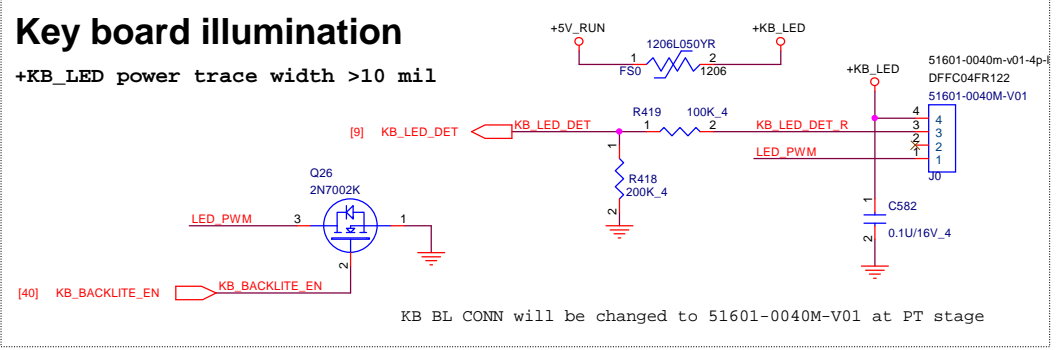 Key board illumination
+KB_LED power trace width >10 mil
+5V_RUN
+KB_LED
1206L050YR
1
2
FS0
1206
+KB_LED
51601-0040m-v01-4p-l
DFFC04FR122
51601-0040M-V01
R419
100K_4
[9]
KB_LED_DET
KB_LED_DET
1
2
KB_LED_DET_R
LED_PWM
4
3
2
1
4
3
2
1
J0
1
R418
200K_4
2
Q26
2N7002K
LED_PWM
3
1
2
1
C582
0.1U/16V_4
2
[40]
KB_BACKLITE_EN
KB_BACKLITE_EN
KB BL CONN will be changed to 51601-0040M-V01 at PT stage